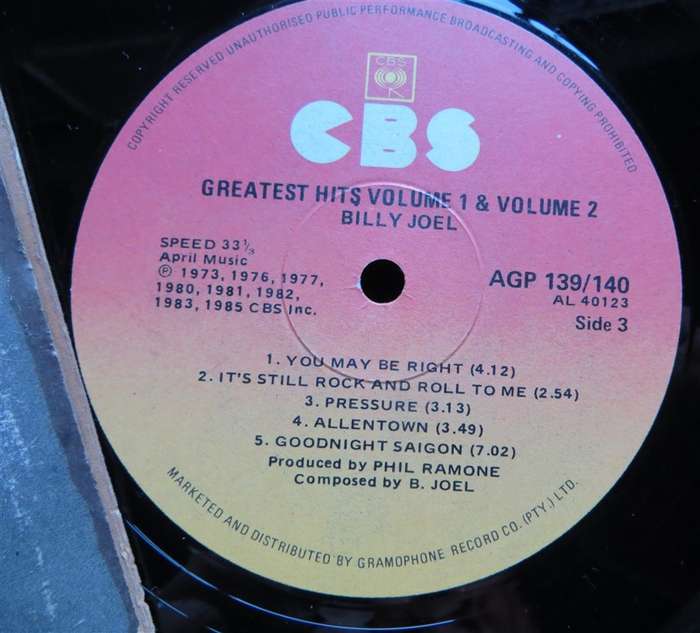 COPYRIGHT RESERVED UNAUTHORISED PUBLIC PERFORMANCE BROADCASTING AND COPYING PROHIBITED
CBS
CBS
GREATEST HITS VOLUME 1 & VOLUME 2
BILLY JOEL
SPEED 33⅓
April Music
℗ 1973, 1976, 1977,
1980, 1981, 1982,
1983, 1985 CBS Inc.
AGP 139/140
AL 40123
Side 3
1. YOU MAY BE RIGHT (4.12)
2. IT'S STILL ROCK AND ROLL TO ME (2.54)
3. PRESSURE (3.13)
4. ALLENTOWN (3.49)
5. GOODNIGHT SAIGON (7.02)
Produced by PHIL RAMONE
Composed by B. JOEL
MARKETED AND DISTRIBUTED BY GRAMOPHONE RECORD CO. (PTY.) LTD.